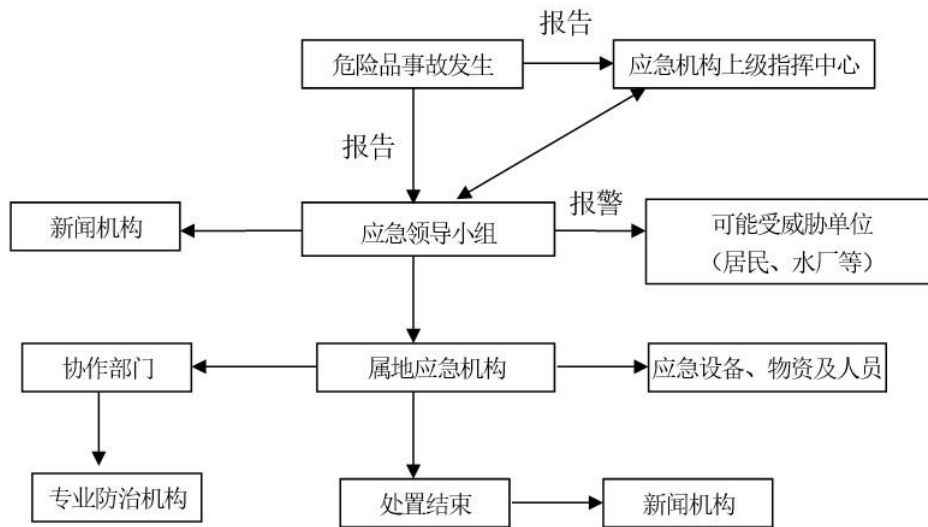 报告
危险品事故发生
应急机构上级指挥中心
报告
报警
新闻机构
应急领导小组
可能受威胁单位
（居民、水厂等）
协作部门
属地应急机构
应急设备、物资及人员
专业防治机构
处置结束
新闻机构